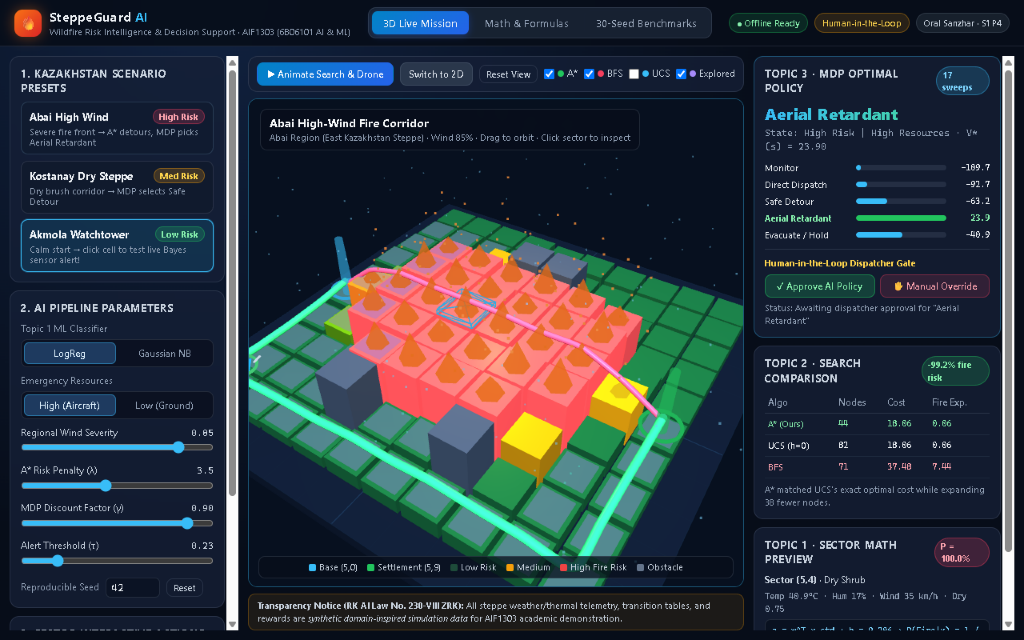 SteppeGuard AI
Wildfire Risk Intelligence & Decision Support · AIF1303 (6B06101 AI & ML)
3D Live Mission
Math & Formulas
30-Seed Benchmarks
Offline Ready
Human-in-the-Loop
Oral Sanzhar · S1 P4
1. KAZAKHSTAN SCENARIO
PRESETS
Abai High Wind
High Risk
Severe fire front → A* detours, MDP picks
Aerial Retardant
Kostanay Dry Steppe
Med Risk
Dry brush corridor → MDP selects Safe
Detour
Akmola Watchtower
Low Risk
Calm start → click cell to test live Bayes
sensor alert!
2. AI PIPELINE PARAMETERS
Topic 1 ML Classifier
LogReg
Gaussian NB
Emergency Resources
High (Aircraft)
Low (Ground)
Regional Wind Severity
0.85
A* Risk Penalty (λ)
3.5
MDP Discount Factor (γ)
0.90
Alert Threshold (τ)
0.23
Reproducible Seed
42
Reset
▶ Animate Search & Drone
Switch to 2D
Reset View
A*
BFS
UCS
Explored
Abai High-Wind Fire Corridor
Abai Region (East Kazakhstan Steppe) · Wind 85% · Drag to orbit · Click sector to inspect
Base (5,0)
Settlement (5,9)
Low Risk
Medium
High Fire Risk
Obstacle
Transparency Notice (RK AI Law No. 230-VIII ZRK): All steppe weather/thermal telemetry, transition tables, and
rewards are synthetic domain-inspired simulation data for AIF1303 academic demonstration.
TOPIC 3 · MDP OPTIMAL
POLICY
17
sweeps
Aerial Retardant
State: High Risk | High Resources · V*
(s) = 23.90
Monitor
-109.7
Direct Dispatch
-92.7
Safe Detour
-63.2
Aerial Retardant
23.9
Evacuate / Hold
-40.9
Human-in-the-Loop Dispatcher Gate
✓ Approve AI Policy
✋ Manual Override
Status: Awaiting dispatcher approval for "Aerial
Retardant"
TOPIC 2 · SEARCH
COMPARISON
-99.2% fire
risk
Algo
Nodes
Cost
Fire Exp.
A* (Ours)
44
18.06
0.06
UCS (h=0)
82
18.06
0.06
BFS
71
37.40
7.44
A* matched UCS's exact optimal cost while expanding
38 fewer nodes.
TOPIC 1 · SECTOR MATH
PREVIEW
P =
100.0%
Sector (5,4) · Dry Shrub
Temp 40.9°C · Hum 17% · Wind 35 km/h · Dry
0.75